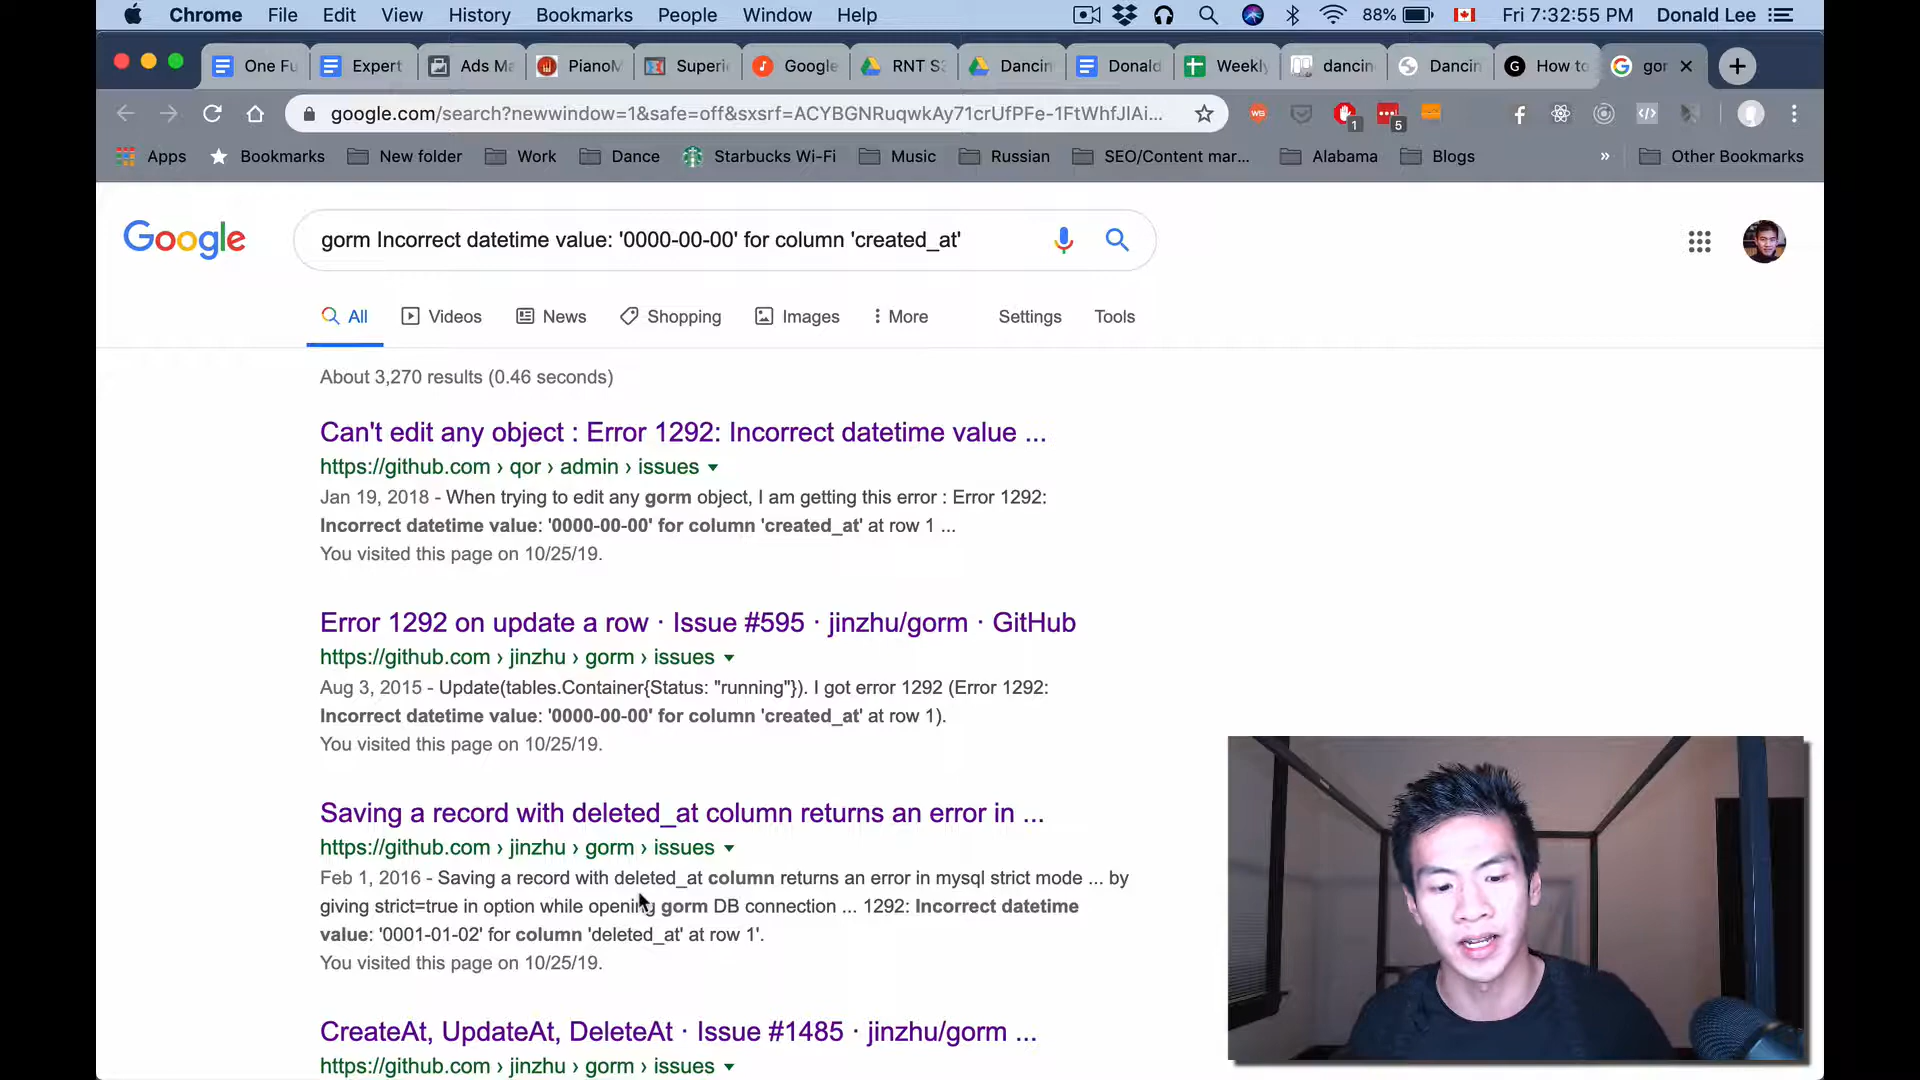 Chrome File Edit View History Bookmarks People Window Help 88% Fri 7:32:55 PM Donald Lee
One Fu Expert Ads Ma PianoM Superi Google RNT S3 Dancin Donald Weekly dancin Dancin How to gor
google.com/search?newwindow=1&safe=off&sxsrf=ACYBGNRuqwkAy71crUfPFe-1FtWhfJlAi... 1 5
Apps Bookmarks New folder Work Dance Starbucks Wi-Fi Music Russian SEO/Content mar... Alabama Blogs » Other Bookmarks
Google
gorm Incorrect datetime value: '0000-00-00' for column 'created_at'
All Videos News Shopping Images More Settings Tools
About 3,270 results (0.46 seconds)
Can't edit any object : Error 1292: Incorrect datetime value ...
https://github.com › qor › admin › issues
Jan 19, 2018 - When trying to edit any gorm object, I am getting this error : Error 1292:
Incorrect datetime value: '0000-00-00' for column 'created_at' at row 1 ...
You visited this page on 10/25/19.
Error 1292 on update a row · Issue #595 · jinzhu/gorm · GitHub
https://github.com › jinzhu › gorm › issues
Aug 3, 2015 - Update(tables.Container{Status: "running"}). I got error 1292 (Error 1292:
Incorrect datetime value: '0000-00-00' for column 'created_at' at row 1).
You visited this page on 10/25/19.
Saving a record with deleted_at column returns an error in ...
https://github.com › jinzhu › gorm › issues
Feb 1, 2016 - Saving a record with deleted_at column returns an error in mysql strict mode ... by
giving strict=true in option while opening gorm DB connection ... 1292: Incorrect datetime
value: '0001-01-02' for column 'deleted_at' at row 1'.
You visited this page on 10/25/19.
CreateAt, UpdateAt, DeleteAt · Issue #1485 · jinzhu/gorm ...
https://github.com › jinzhu › gorm › issues